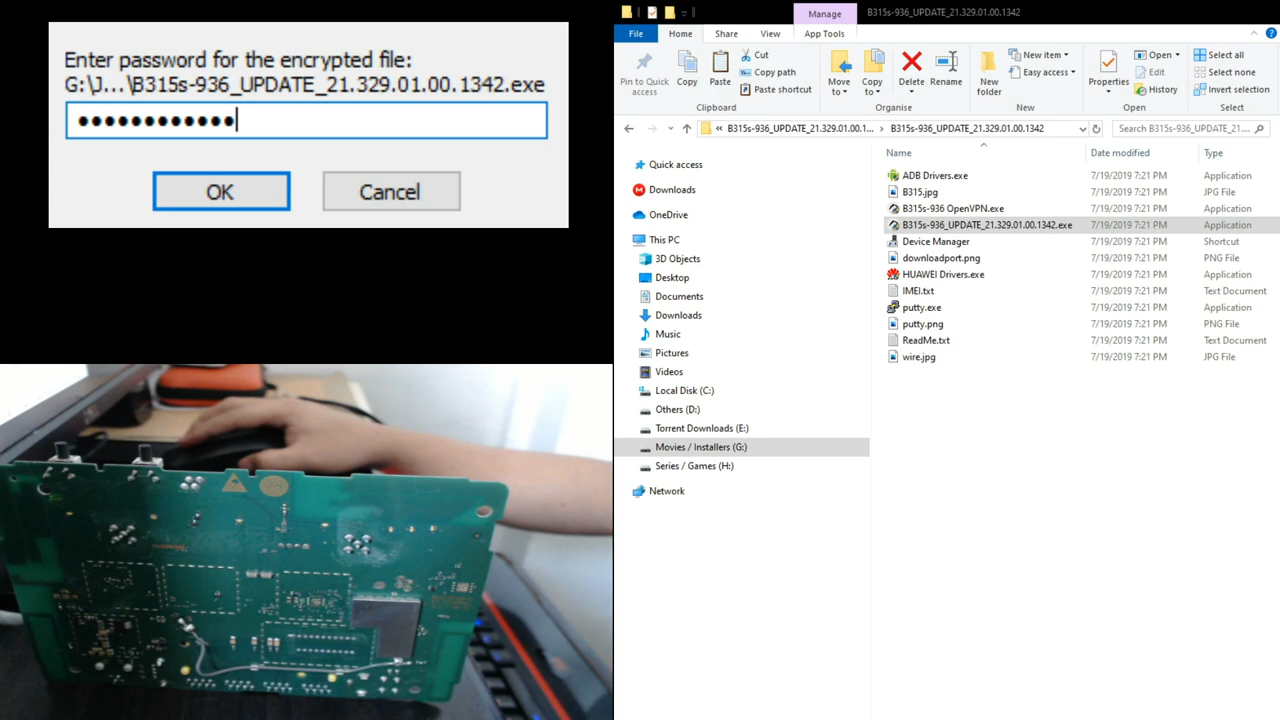 Enter password for the encrypted file:
G:\J...\B315s-936_UPDATE_21.329.01.00.1342.exe
●●●●●●●●●●●●
OK
Cancel
Manage
B315s-936_UPDATE_21.329.01.00.1342
File
Home
Share
View
App Tools
Pin to Quick access
Copy
Paste
Cut
Copy path
Paste shortcut
Clipboard
Move to
Copy to
Delete
Rename
Organise
New folder
New item
Easy access
New
Properties
Open
Edit
History
Open
Select all
Select none
Invert selection
Select
« B315s-936_UPDATE_21.329.01.00.1... › B315s-936_UPDATE_21.329.01.00.1342
Search B315s-936_UPDATE_21....
Quick access
Downloads
OneDrive
This PC
3D Objects
Desktop
Documents
Downloads
Music
Pictures
Videos
Local Disk (C:)
Others (D:)
Torrent Downloads (E:)
Movies / Installers (G:)
Series / Games (H:)
Network
Name Date modified Type
ADB Drivers.exe 7/19/2019 7:21 PM Application
B315.jpg 7/19/2019 7:21 PM JPG File
B315s-936 OpenVPN.exe 7/19/2019 7:21 PM Application
B315s-936_UPDATE_21.329.01.00.1342.exe 7/19/2019 7:21 PM Application
Device Manager 7/19/2019 7:21 PM Shortcut
downloadport.png 7/19/2019 7:21 PM PNG File
HUAWEI Drivers.exe 7/19/2019 7:21 PM Application
IMEI.txt 7/19/2019 7:21 PM Text Document
putty.exe 7/19/2019 7:21 PM Application
putty.png 7/19/2019 7:21 PM PNG File
ReadMe.txt 7/19/2019 7:21 PM Text Document
wire.jpg 7/19/2019 7:21 PM JPG File